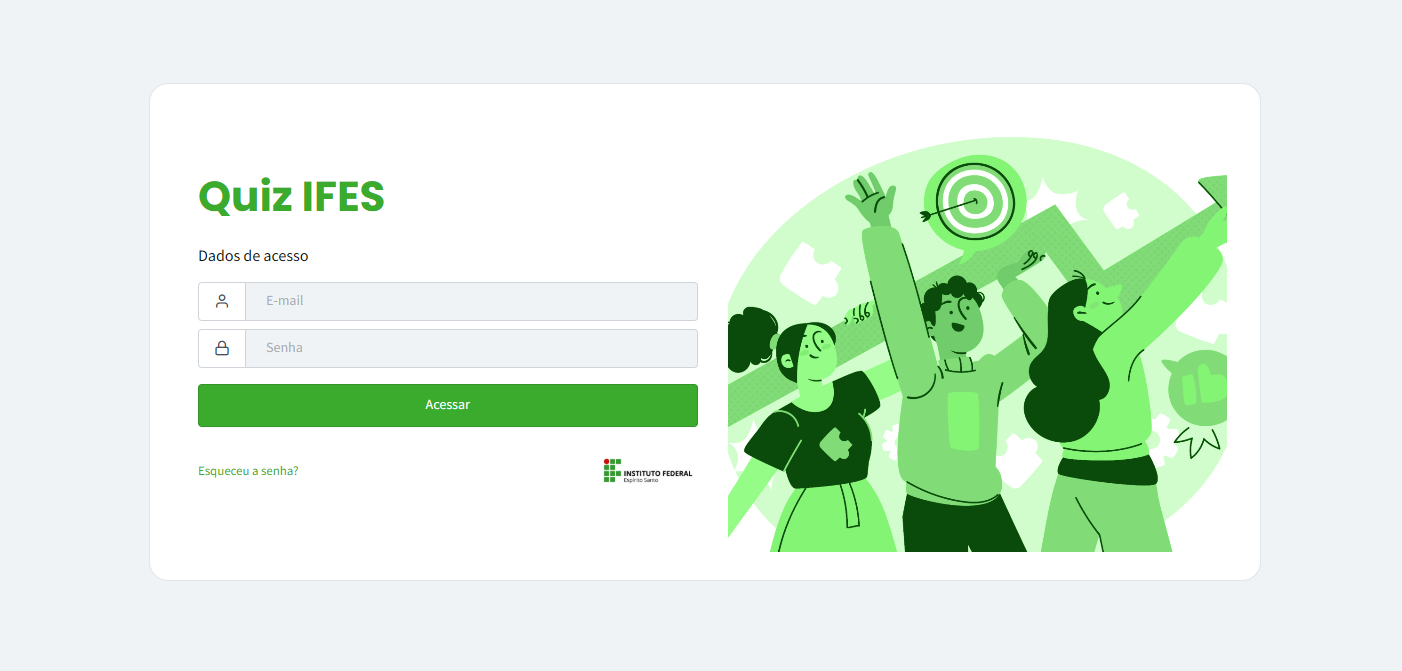 Quiz IFES
Dados de acesso
E-mail
Senha
Acessar
Esqueceu a senha?
INSTITUTO FEDERAL
Espírito Santo